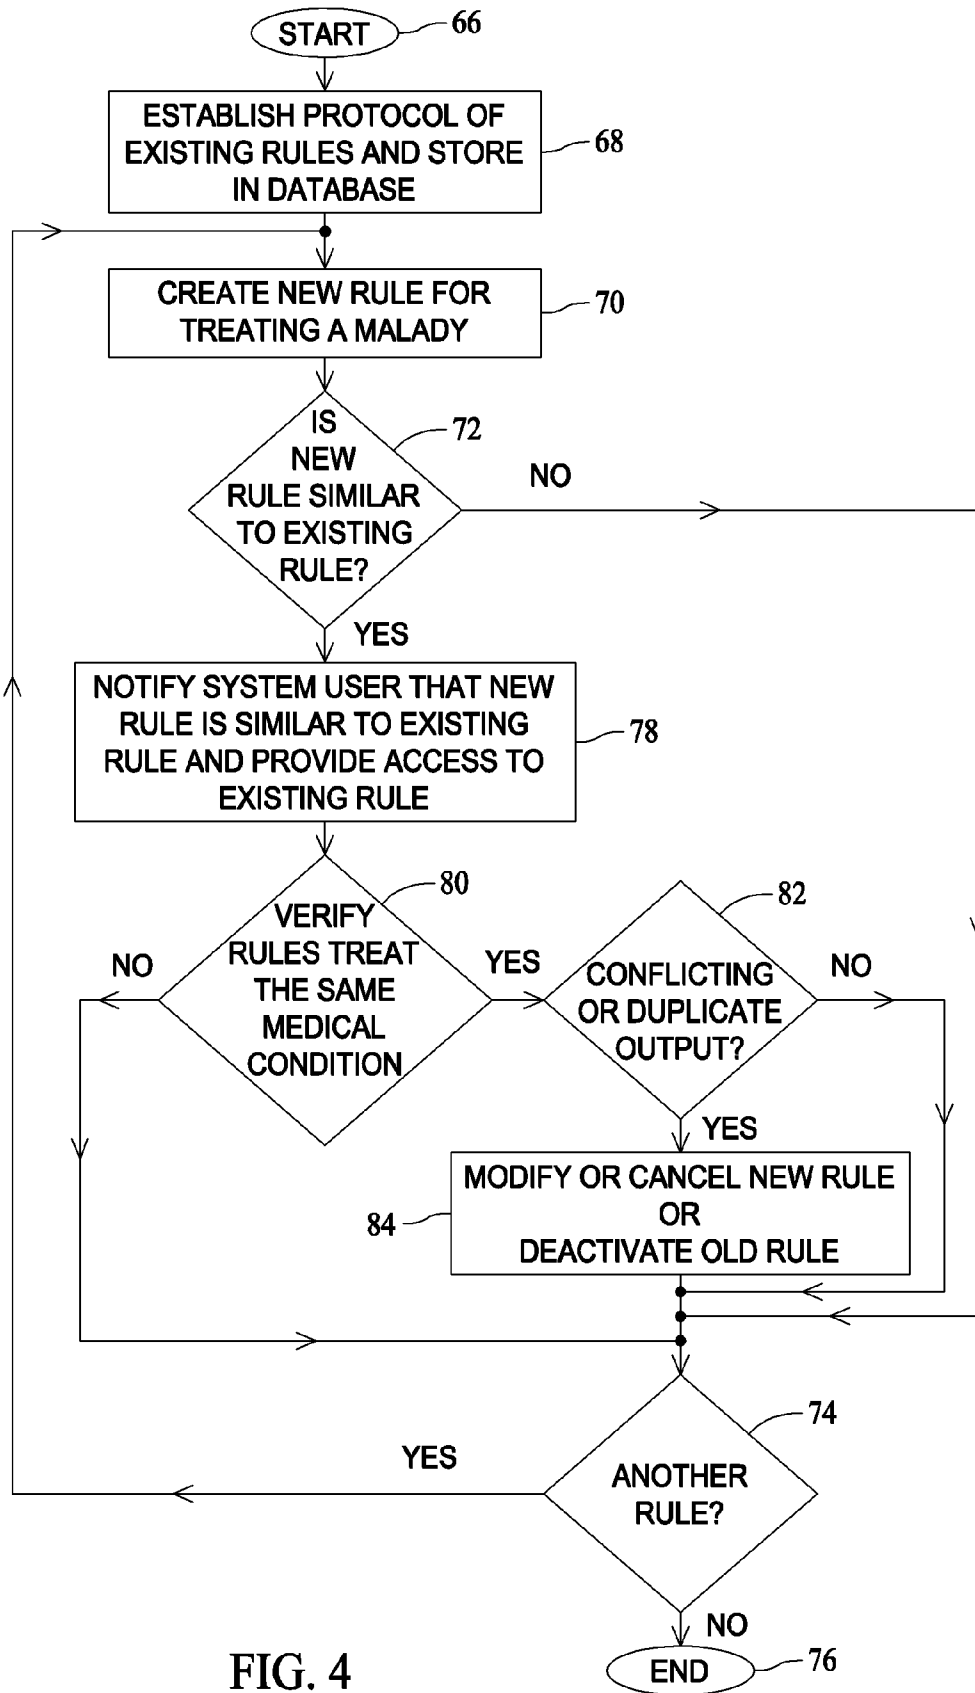 START
66
ESTABLISH PROTOCOL OF
EXISTING RULES AND STORE
IN DATABASE
68
CREATE NEW RULE FOR
TREATING A MALADY
70
IS
NEW
RULE SIMILAR
TO EXISTING
RULE?
72
NO
YES
NOTIFY SYSTEM USER THAT NEW
RULE IS SIMILAR TO EXISTING
RULE AND PROVIDE ACCESS TO
EXISTING RULE
78
VERIFY
RULES TREAT
THE SAME
MEDICAL
CONDITION
80
NO
YES
CONFLICTING
OR DUPLICATE
OUTPUT?
82
NO
YES
MODIFY OR CANCEL NEW RULE
OR
DEACTIVATE OLD RULE
84
ANOTHER
RULE?
74
YES
NO
END
76
FIG. 4